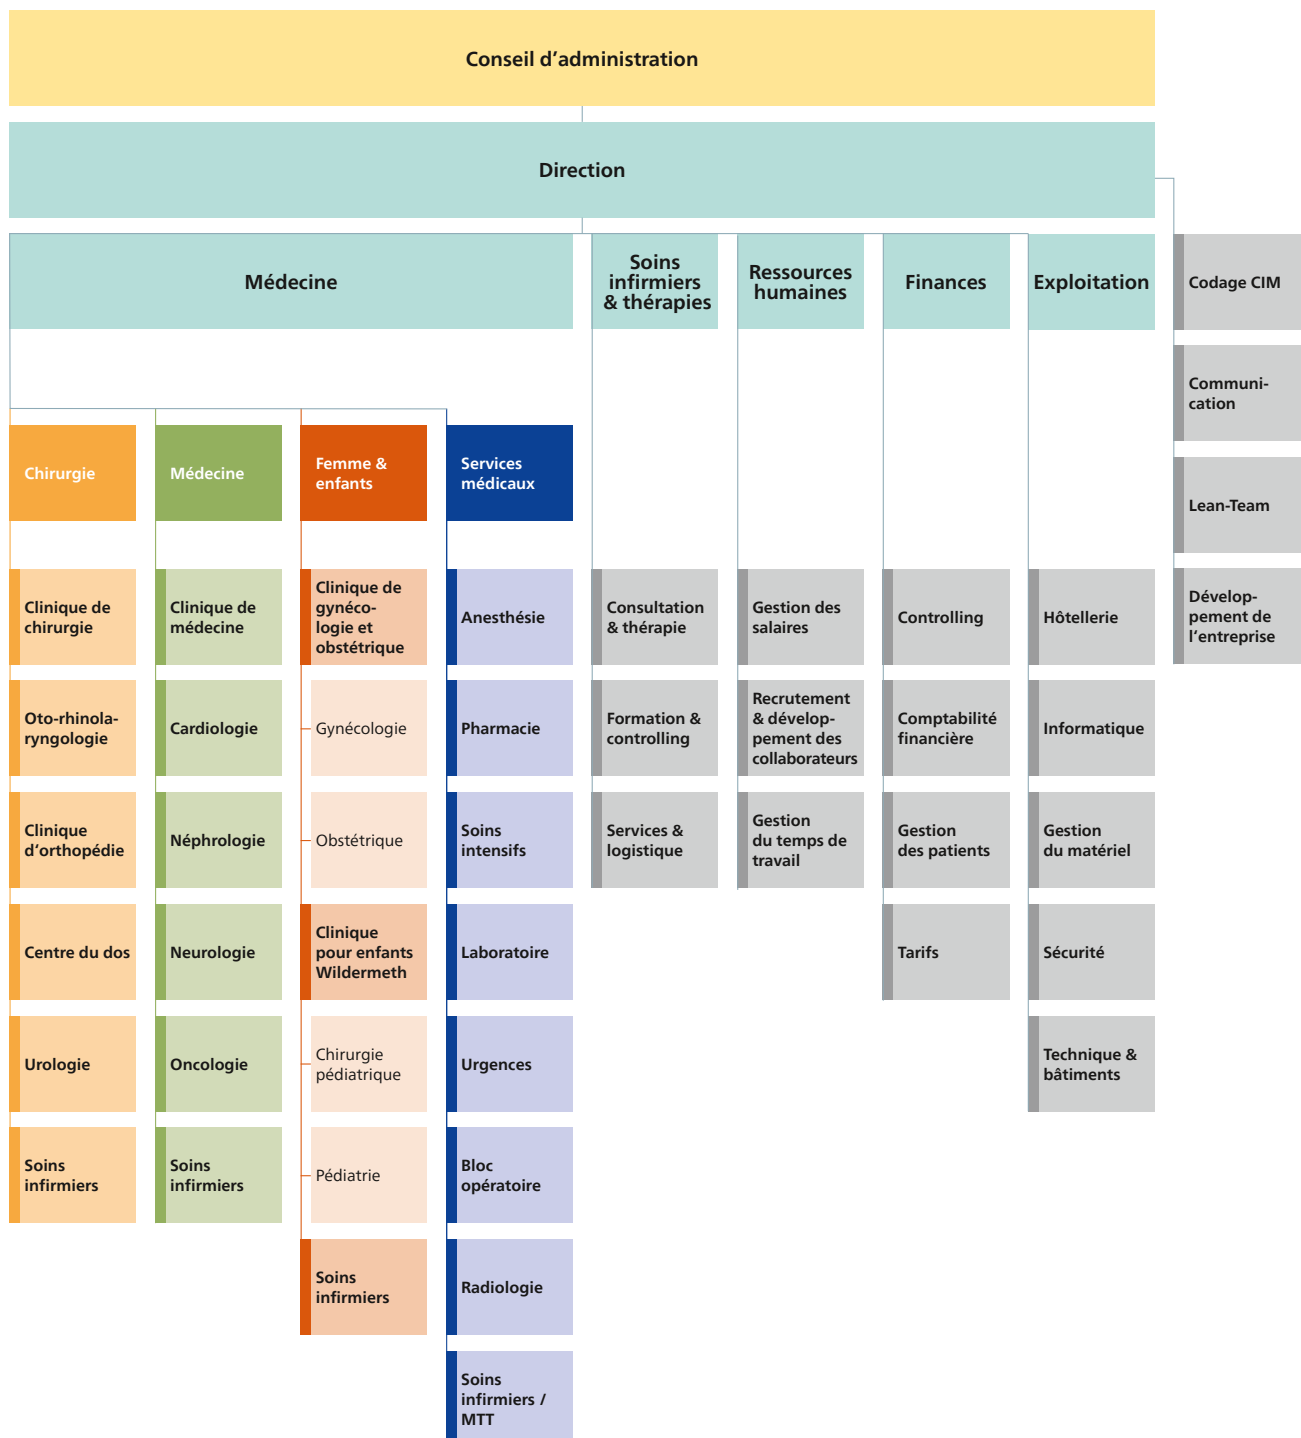 Conseil d'administration
Direction
Médecine
Soins
infirmiers
& thérapies
Ressources
humaines
Finances
Exploitation
Codage CIM
Communi-
cation
Lean-Team
Dévelop-
pement de
l'entreprise
Chirurgie
Clinique de
chirurgie
Oto-rhinola-
ryngologie
Clinique
d'orthopédie
Centre du dos
Urologie
Soins
infirmiers
Médecine
Clinique de
médecine
Cardiologie
Néphrologie
Neurologie
Oncologie
Soins
infirmiers
Femme &
enfants
Clinique de
gynéco-
logie et
obstétrique
Gynécologie
Obstétrique
Clinique
pour enfants
Wildermeth
Chirurgie
pédiatrique
Pédiatrie
Soins
infirmiers
Services
médicaux
Anesthésie
Pharmacie
Soins
intensifs
Laboratoire
Urgences
Bloc
opératoire
Radiologie
Soins
infirmiers /
MTT
Consultation
& thérapie
Formation &
controlling
Services &
logistique
Gestion des
salaires
Recrutement
& dévelop-
pement des
collaborateurs
Gestion
du temps de
travail
Controlling
Comptabilité
financière
Gestion
des patients
Tarifs
Hôtellerie
Informatique
Gestion
du matériel
Sécurité
Technique &
bâtiments